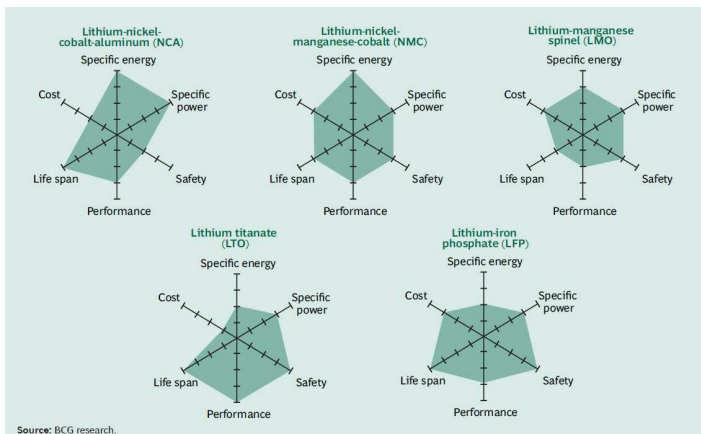 Lithium-nickel-
cobalt-aluminum (NCA)
Specific energy
Cost
Specific
power
Life span
Safety
Performance
Lithium-nickel-
manganese-cobalt (NMC)
Specific energy
Cost
Specific
power
Life span
Safety
Performance
Lithium-manganese
spinel (LMO)
Specific energy
Cost
Specific
power
Life span
Safety
Performance
Lithium titanate
(LTO)
Specific energy
Cost
Specific
power
Life span
Safety
Performance
Lithium-iron
phosphate (LFP)
Specific energy
Cost
Specific
power
Life span
Safety
Performance
Source: BCG research.